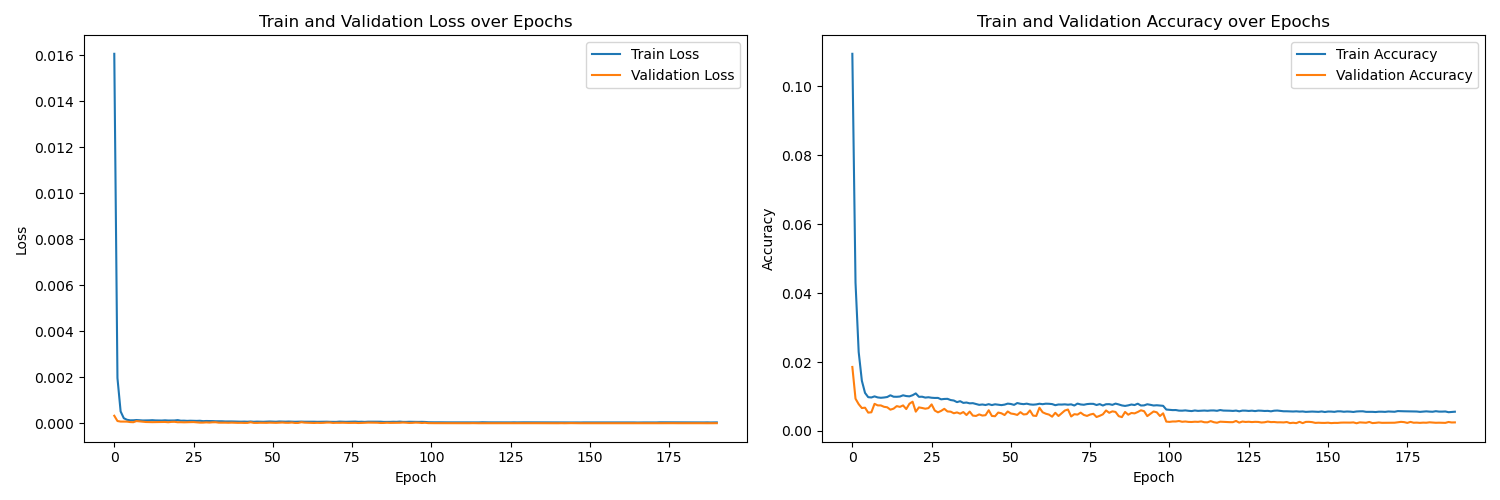 Train and Validation Loss over Epochs
Train Loss
Validation Loss
0.016
0.014
0.012
0.010
0.008
0.006
0.004
0.002
0.000
Loss
0 25 50 75 100 125 150 175
Epoch
Train and Validation Accuracy over Epochs
Train Accuracy
Validation Accuracy
0.10
0.08
0.06
0.04
0.02
0.00
Accuracy
0 25 50 75 100 125 150 175
Epoch